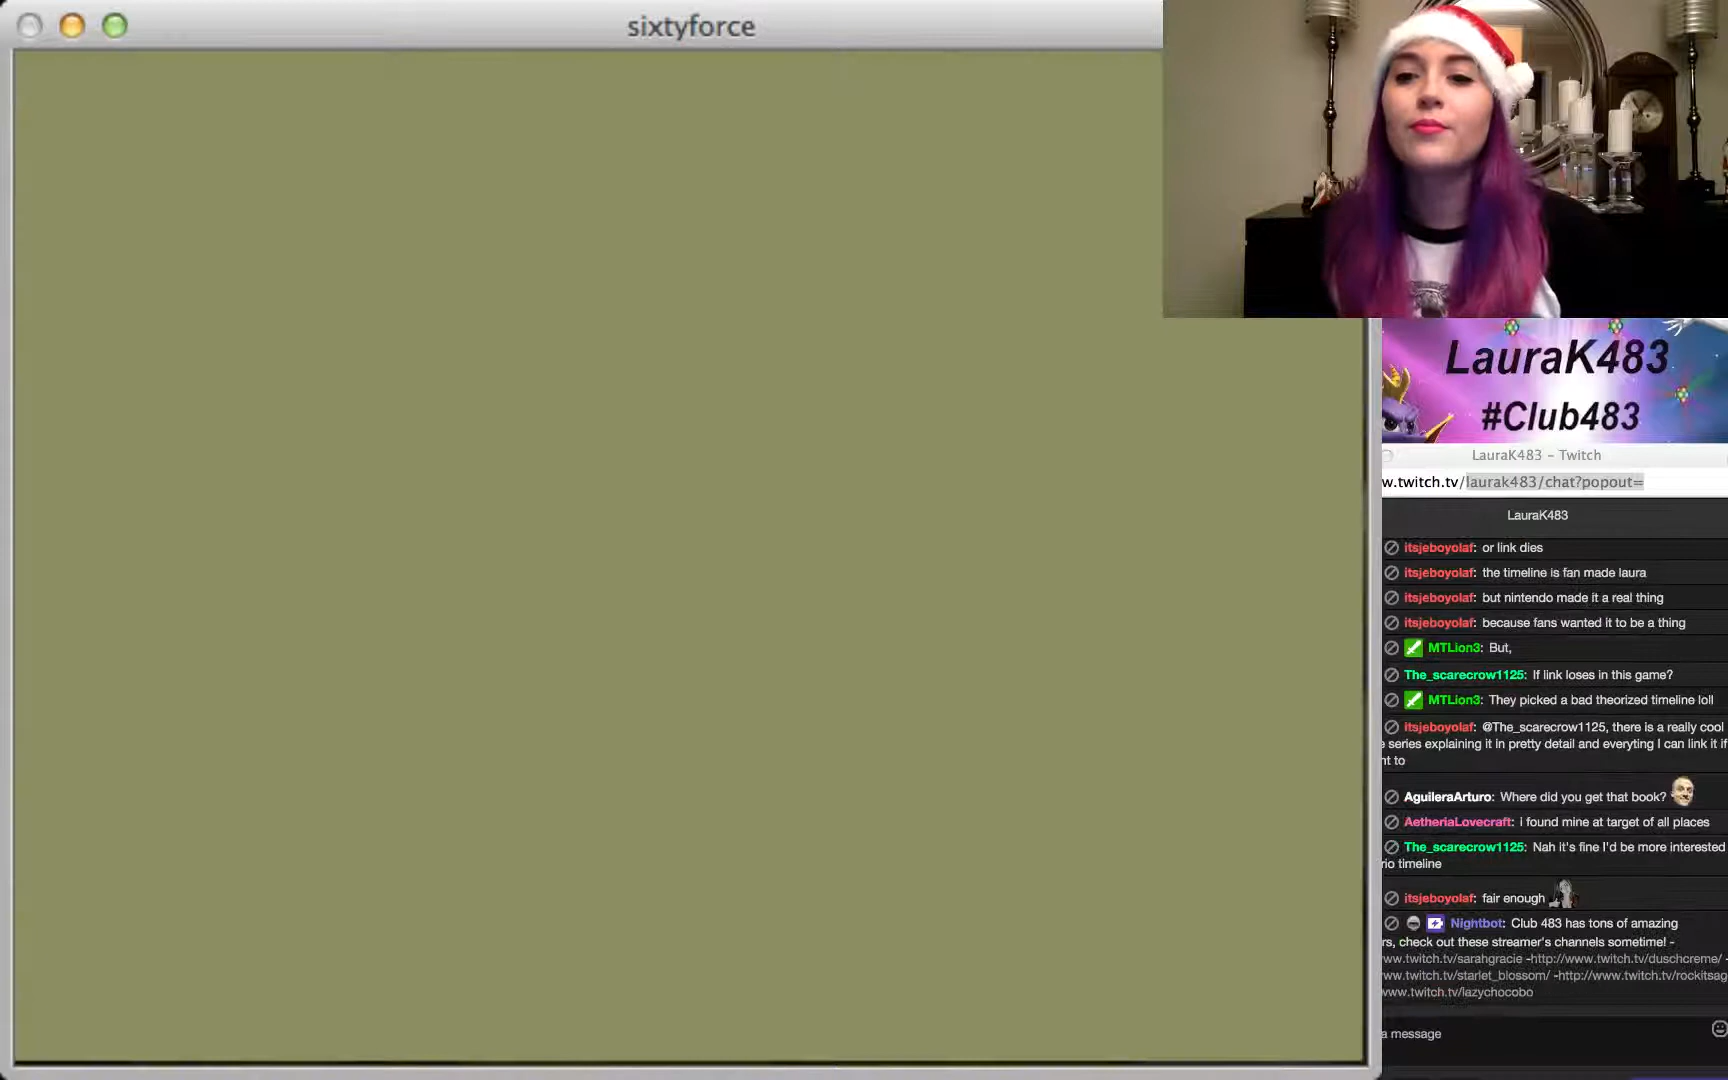 sixtyforce
LauraK483
#Club483
LauraK483 – Twitch
w.twitch.tv/laurak483/chat?popout=
LauraK483
itsjeboyolaf: or link dies
itsjeboyolaf: the timeline is fan made laura
itsjeboyolaf: but nintendo made it a real thing
itsjeboyolaf: because fans wanted it to be a thing
MTLion3: But,
The_scarecrow1125: If link loses in this game?
MTLion3: They picked a bad theorized timeline loll
itsjeboyolaf: @The_scarecrow1125, there is a really cool
e series explaining it in pretty detail and everyting I can link it if
nt to
AguileraArturo: Where did you get that book?
AetheriaLovecraft: i found mine at target of all places
The_scarecrow1125: Nah it's fine I'd be more interested
rio timeline
itsjeboyolaf: fair enough
Nightbot: Club 483 has tons of amazing
rs, check out these streamer's channels sometime! -
www.twitch.tv/sarahgracie -http://www.twitch.tv/duschcreme/ -
www.twitch.tv/starlet_blossom/ -http://www.twitch.tv/rockitsag
www.twitch.tv/lazychocobo
a message